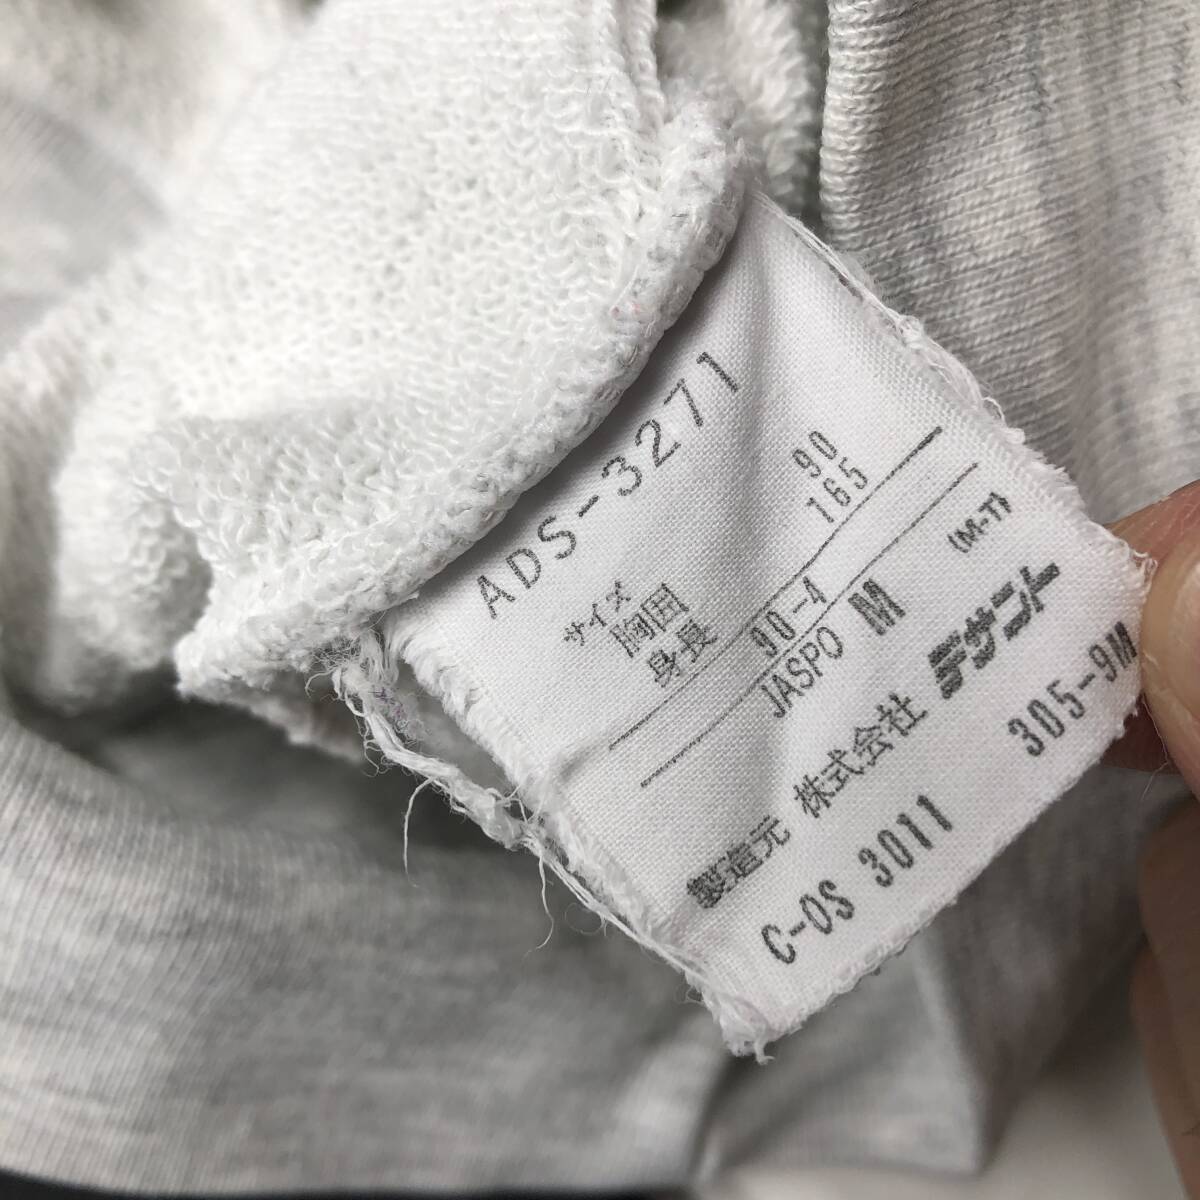 ADS-3271
サイズ
胸囲 90
身長 165
90-4
JASPO M (M-T)
製造元 株式会社 デサント
C-OS 3011 305-9M